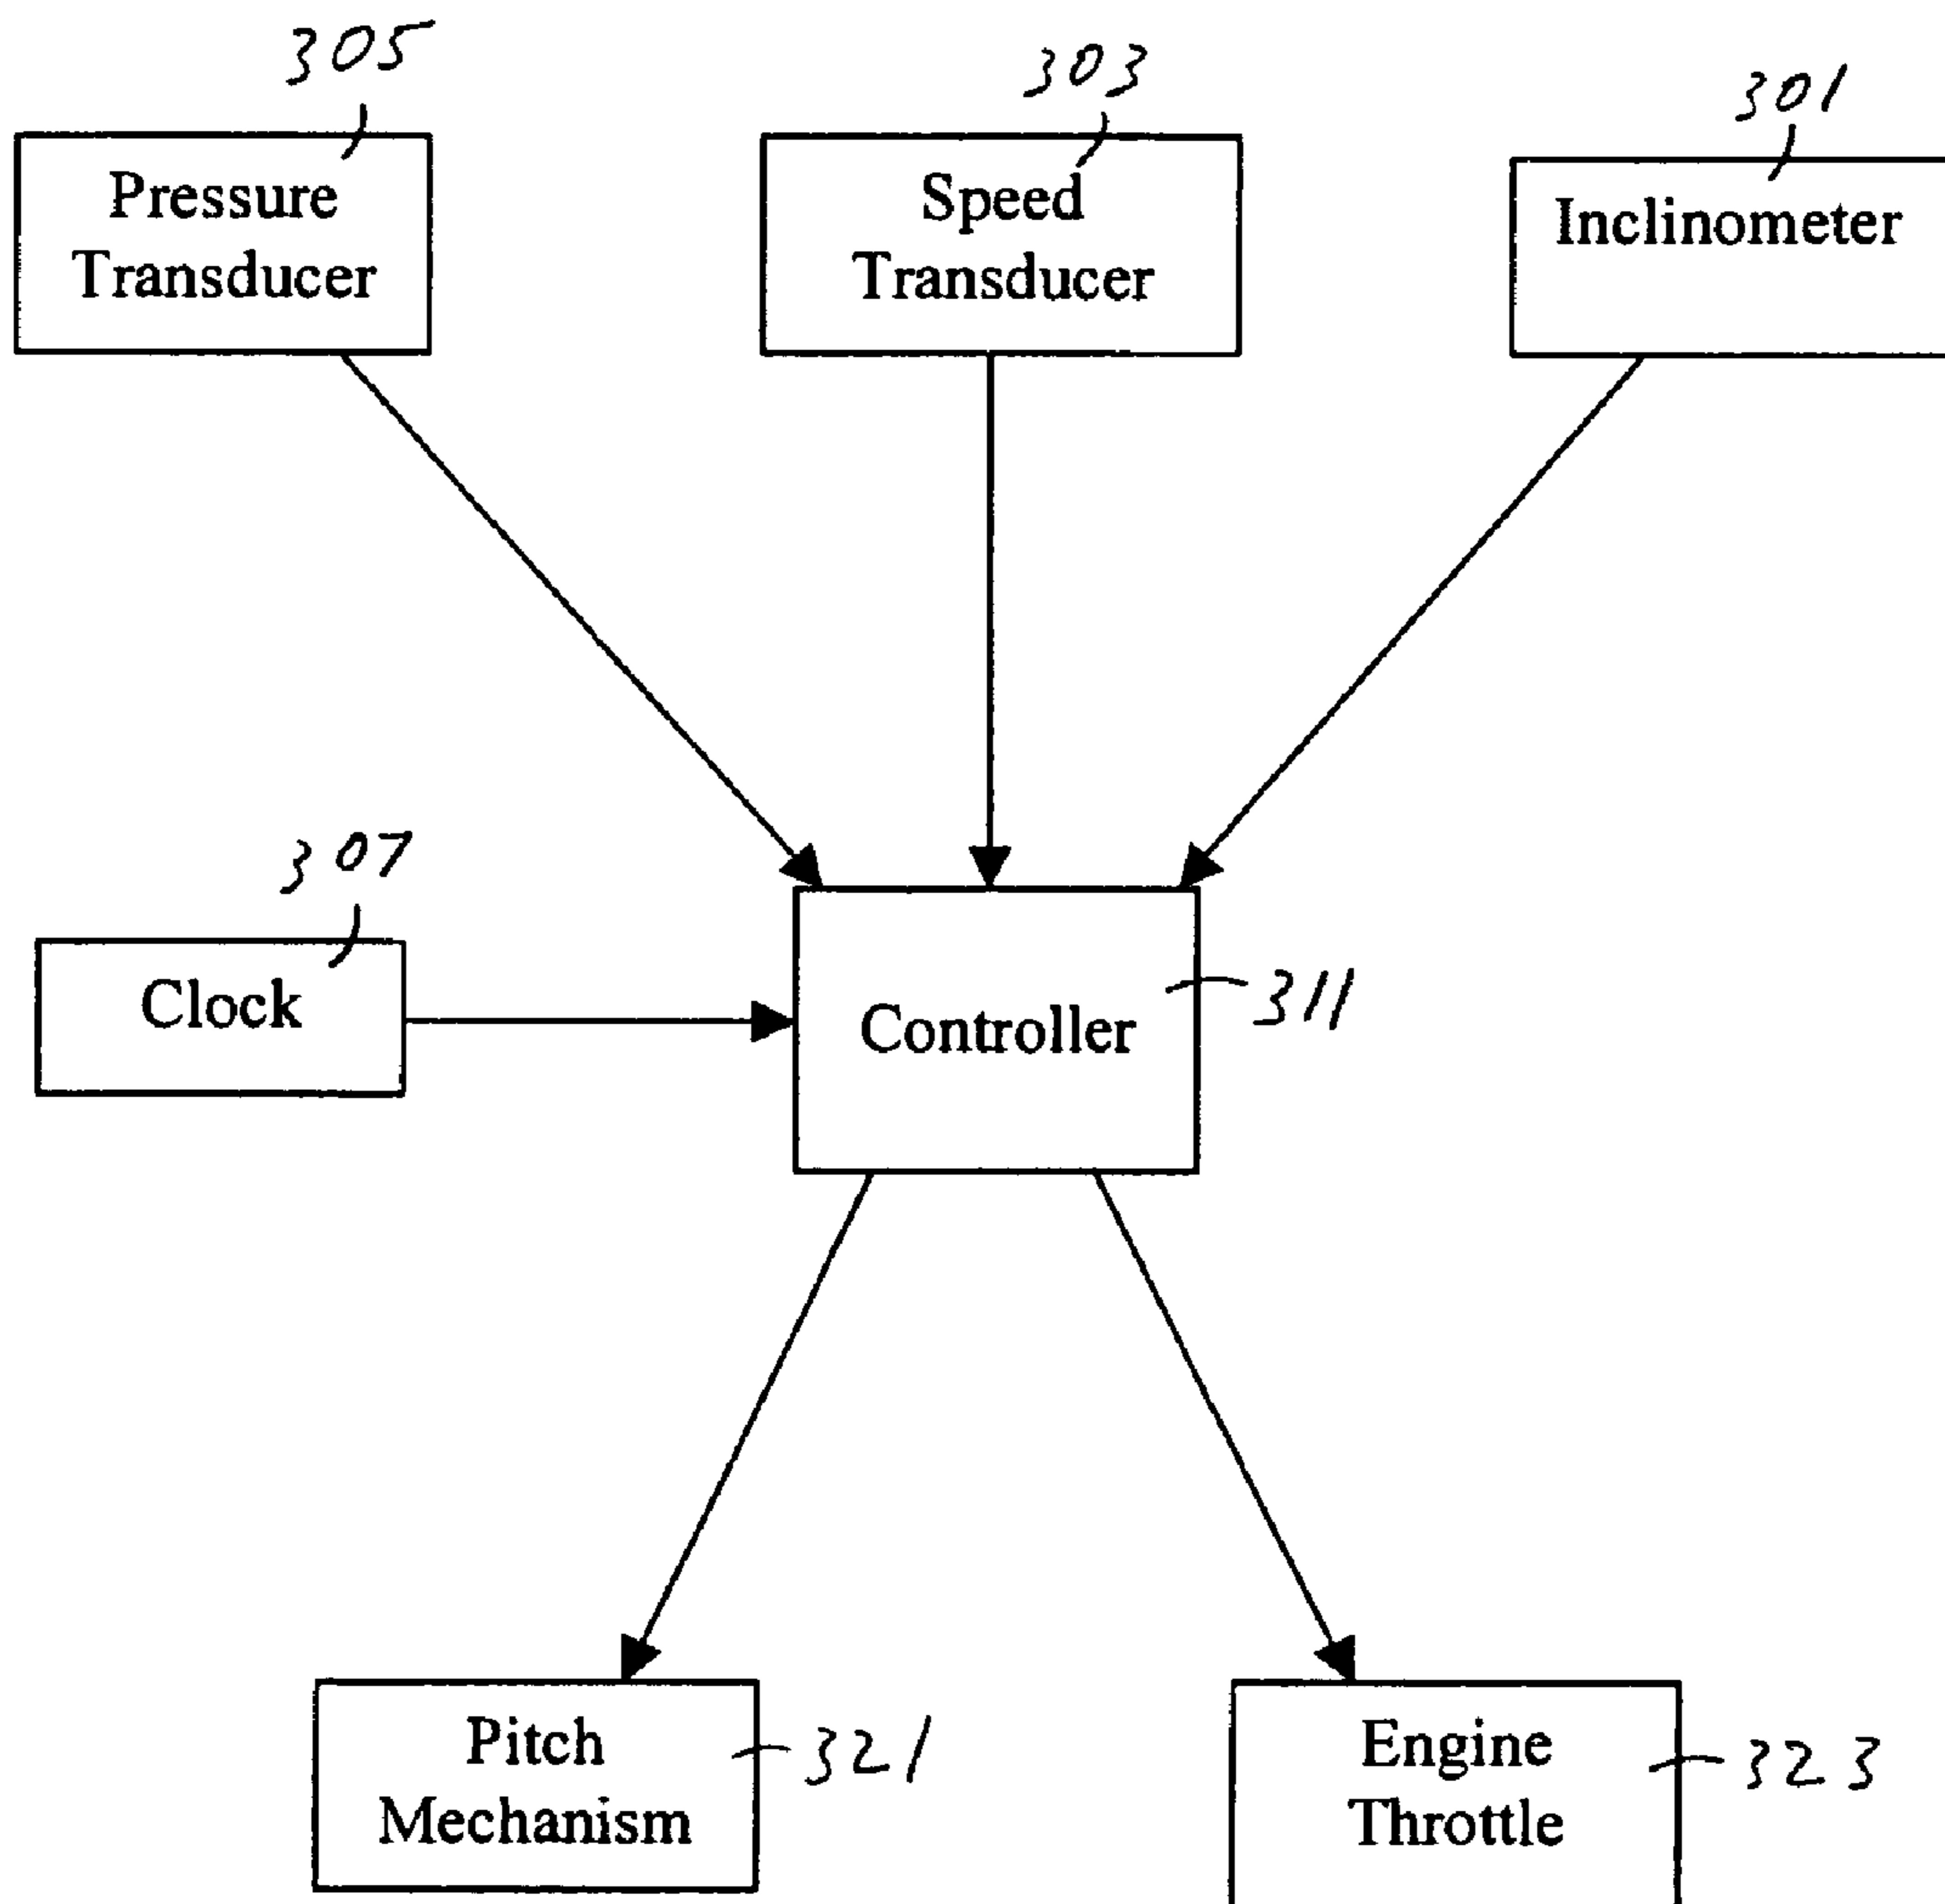 305
303
301
Pressure
Transducer
Speed
Transducer
Inclinometer
307
Clock
Controller
311
Pitch
Mechanism
321
Engine
Throttle
323